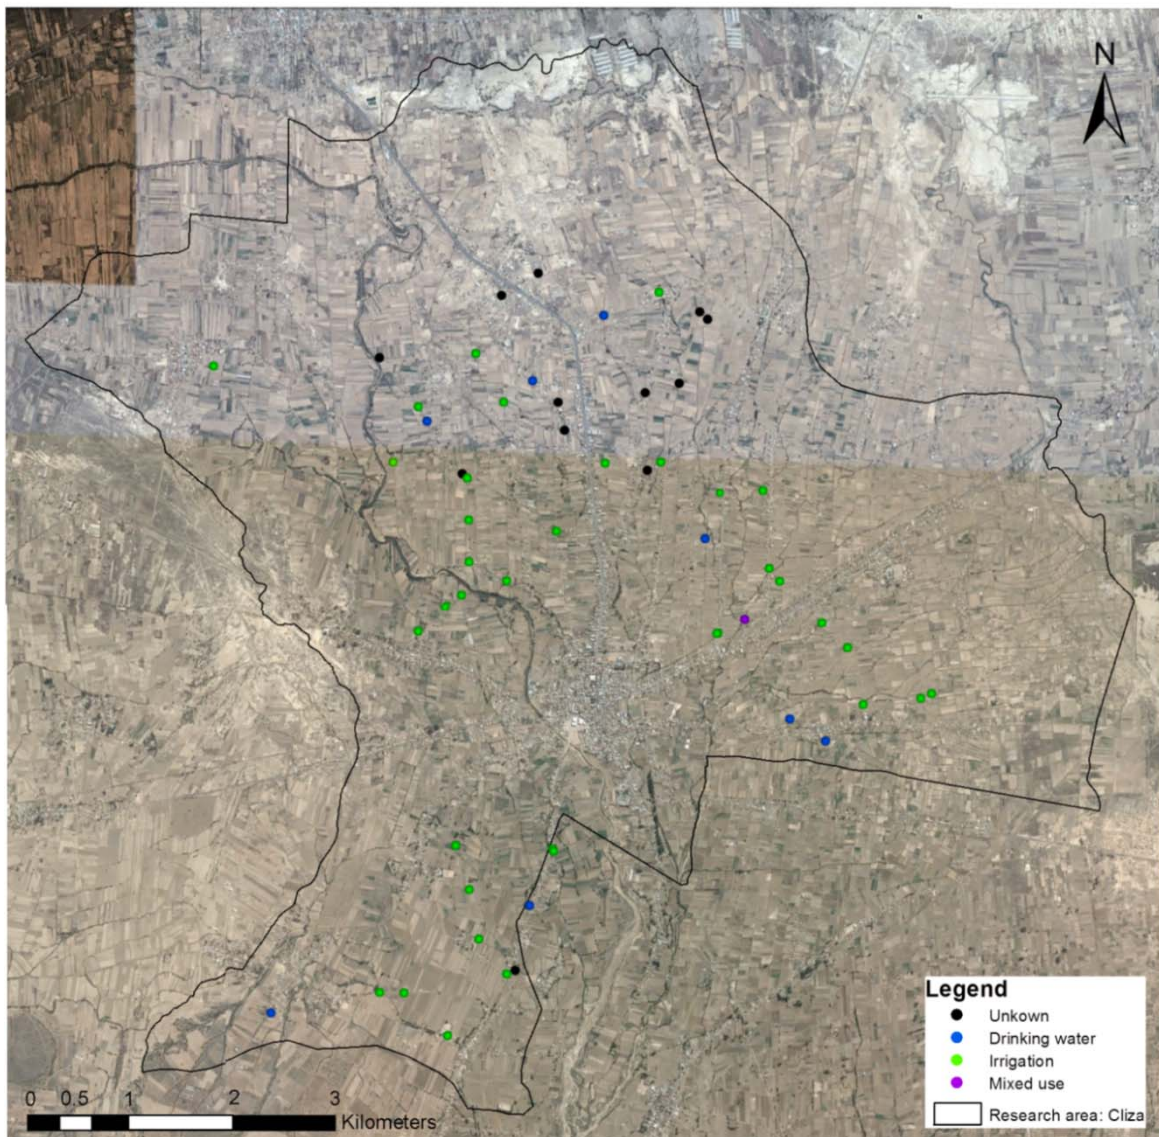 N
Legend
Unkown
Drinking water
Irrigation
Mixed use
Research area: Cliza
0 0.5 1 2 3
Kilometers